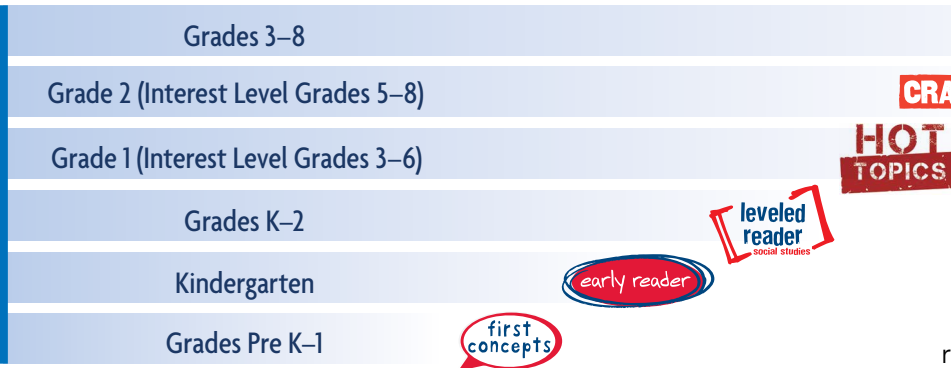 Grades 3–8
Grade 2 (Interest Level Grades 5–8)
CRA
HOT
TOPICS
Grade 1 (Interest Level Grades 3–6)
Grades K–2
leveled
reader
social studies
Kindergarten
early reader
Grades Pre K–1
first
concepts
r